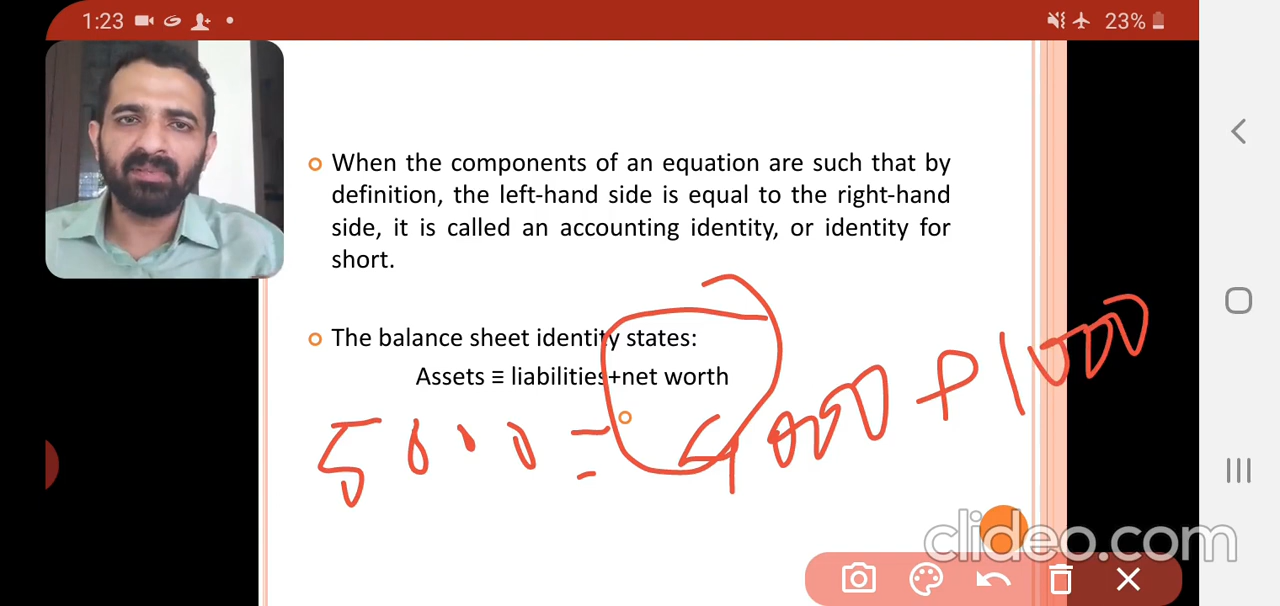 1:23
23%
When the components of an equation are such that by
definition, the left-hand side is equal to the right-hand
side, it is called an accounting identity, or identity for
short.
The balance sheet identity states:
Assets ≡ liabilities+net worth
5000 = 4000 + 1000
clideo.com